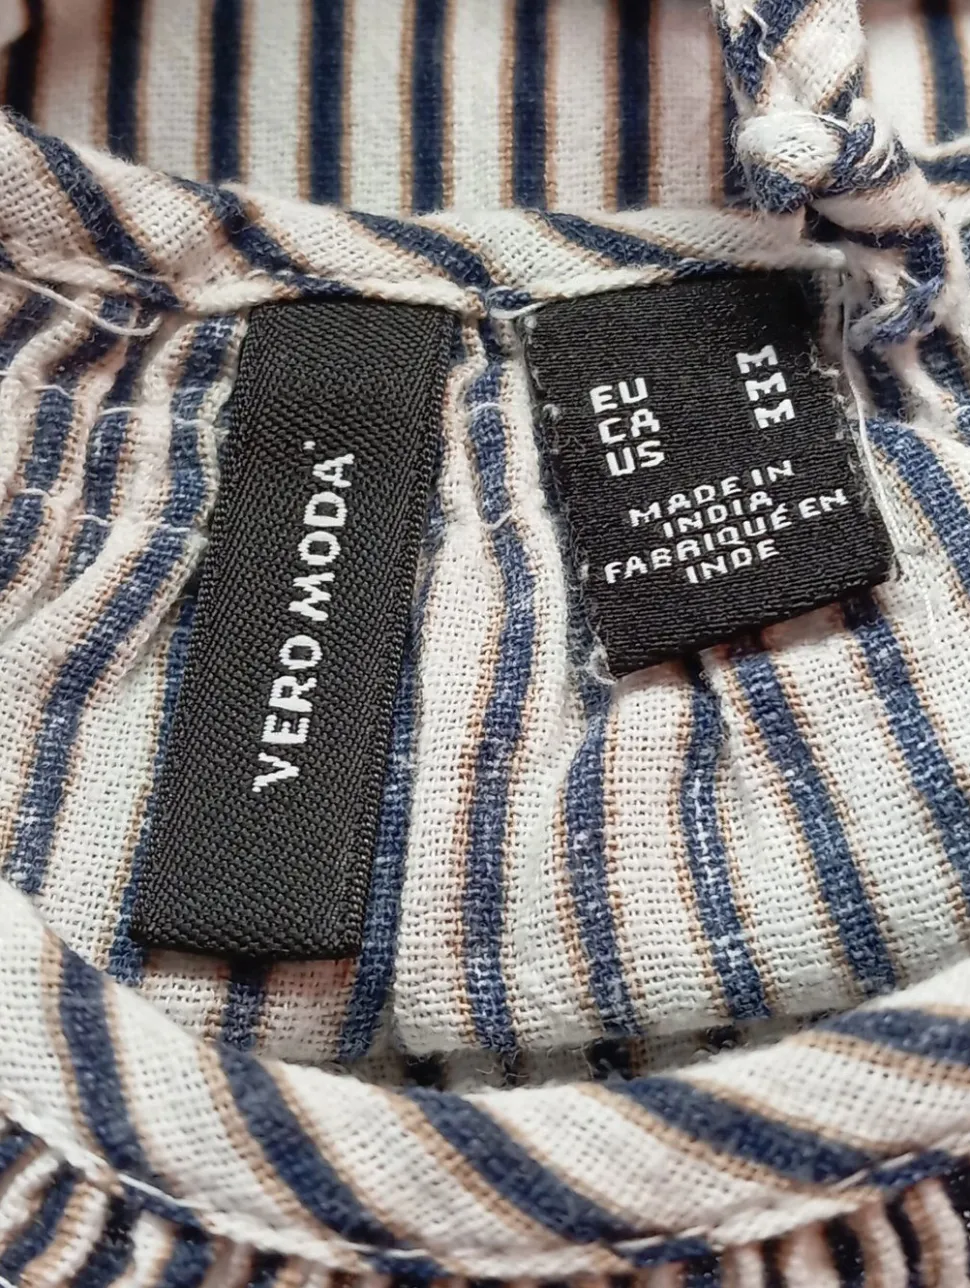 VERO MODA
EU M
CA M
US M
MADE IN
INDIA
FABRIQUÉ EN
INDE